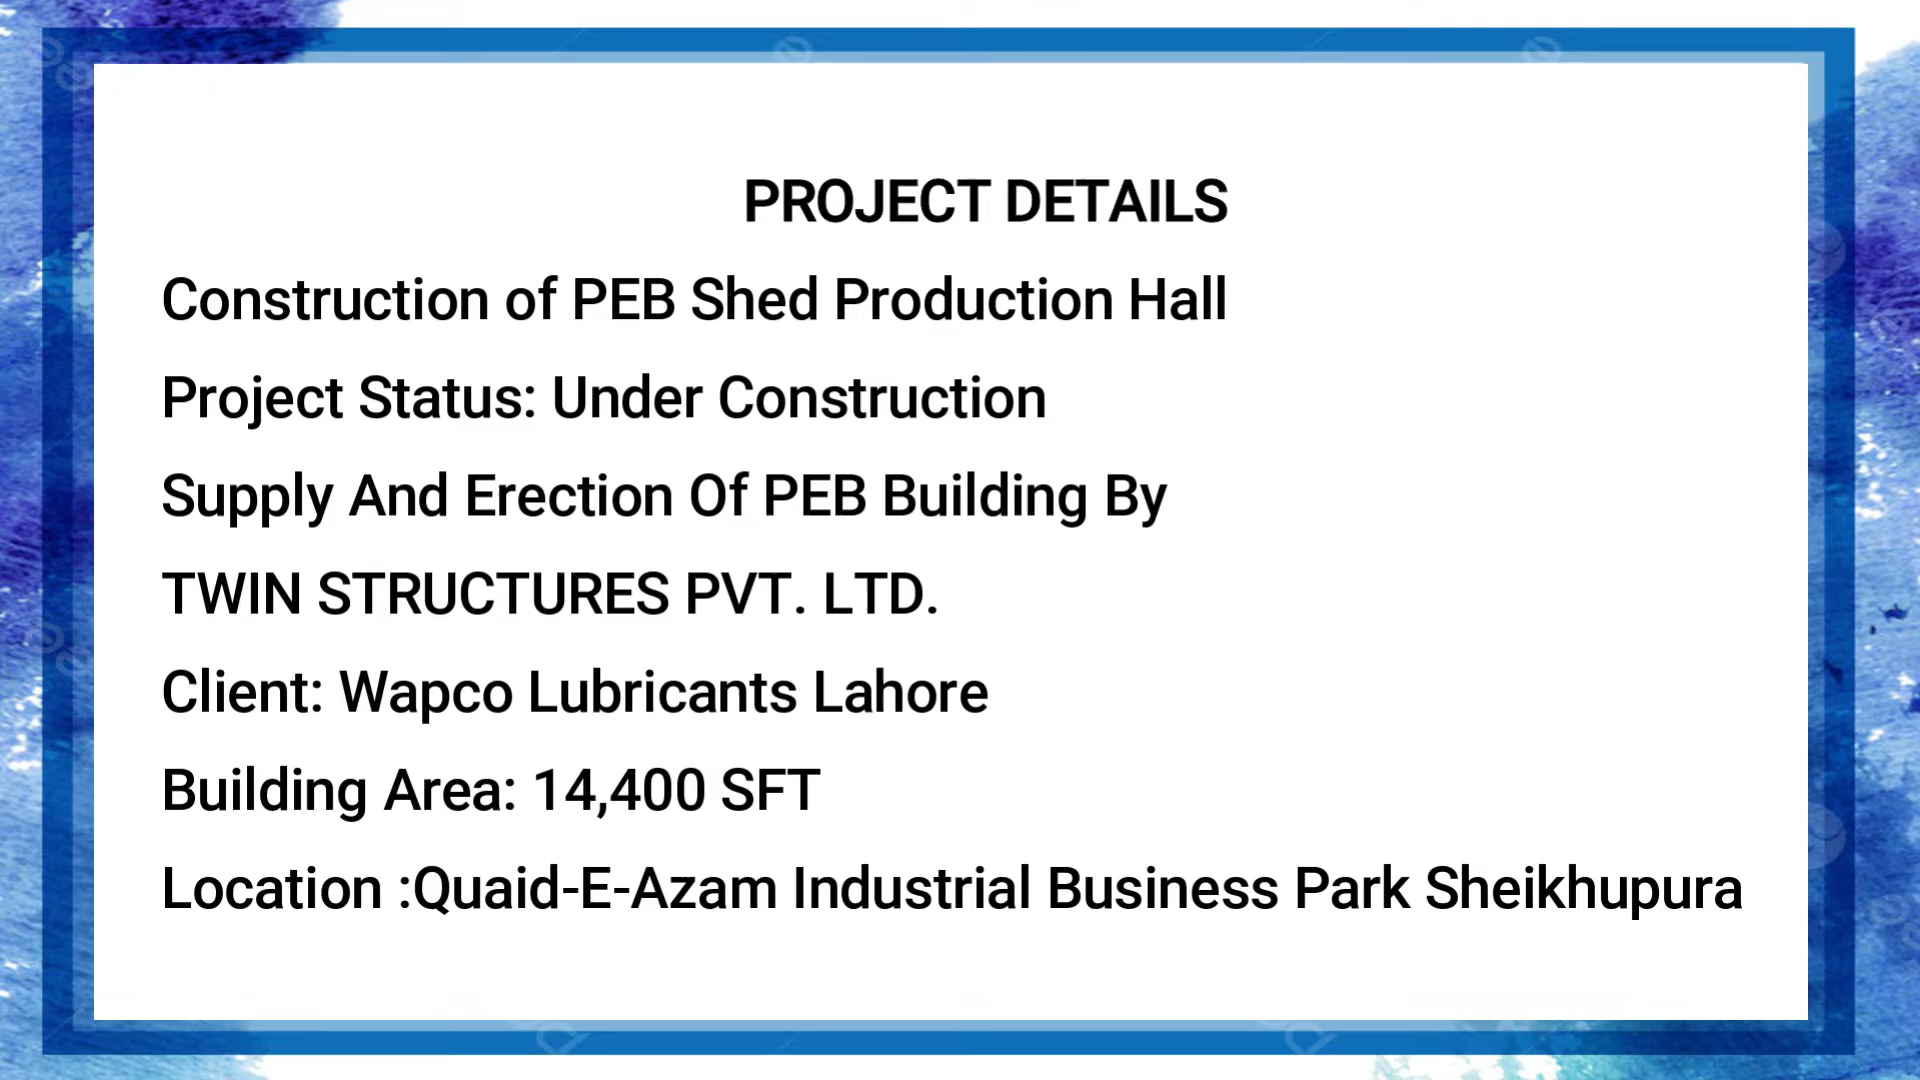 PROJECT DETAILS
Construction of PEB Shed Production Hall
Project Status: Under Construction
Supply And Erection Of PEB Building By
TWIN STRUCTURES PVT. LTD.
Client: Wapco Lubricants Lahore
Building Area: 14,400 SFT
Location :Quaid-E-Azam Industrial Business Park Sheikhupura